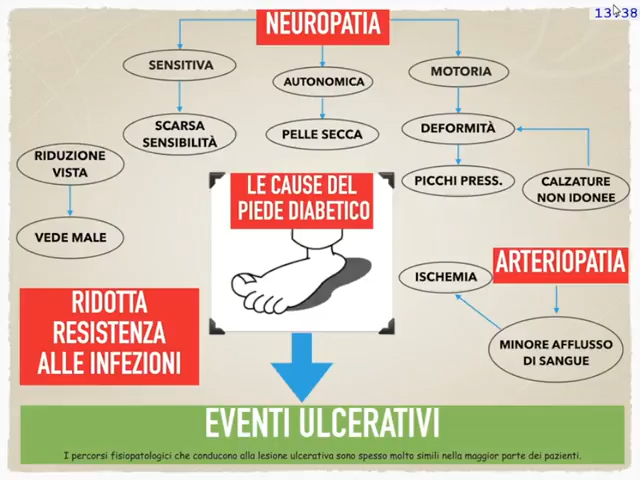 13:38
NEUROPATIA
SENSITIVA
AUTONOMICA
MOTORIA
SCARSA
SENSIBILITÀ
PELLE SECCA
DEFORMITÀ
RIDUZIONE
VISTA
LE CAUSE DEL
PIEDE DIABETICO
PICCHI PRESS.
CALZATURE
NON IDONEE
VEDE MALE
ISCHEMIA
ARTERIOPATIA
RIDOTTA
RESISTENZA
ALLE INFEZIONI
MINORE AFFLUSSO
DI SANGUE
EVENTI ULCERATIVI
I percorsi fisiopatologici che conducono alla lesione ulcerativa sono spesso molto simili nella maggior parte dei pazienti.